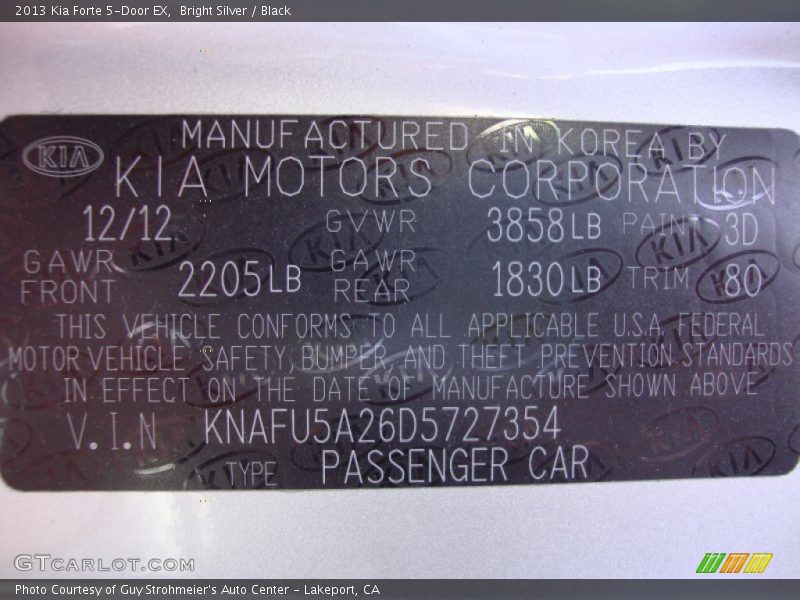 2013 Kia Forte 5-Door EX,  Bright Silver / Black
KIA MANUFACTURED IN KOREA BY
KIA MOTORS CORPORATION
12/12 GVWR 3858LB PAINT 3D
GAWR FRONT 2205LB GAWR REAR 1830LB TRIM 80
THIS VEHICLE CONFORMS TO ALL APPLICABLE U.S.A. FEDERAL
MOTOR VEHICLE SAFETY, BUMPER, AND THEFT PREVENTION STANDARDS
IN EFFECT ON THE DATE OF MANUFACTURE SHOWN ABOVE
V.I.N KNAFU5A26D5727354
TYPE PASSENGER CAR
GTCARLOT.COM
Photo Courtesy of Guy Strohmeier's Auto Center - Lakeport, CA